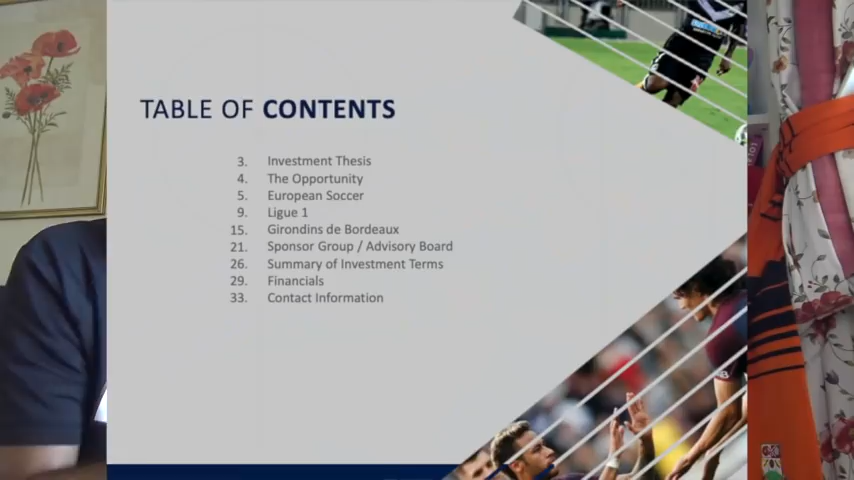 TABLE OF CONTENTS
3. Investment Thesis
4. The Opportunity
5. European Soccer
9. Ligue 1
15. Girondins de Bordeaux
21. Sponsor Group / Advisory Board
26. Summary of Investment Terms
29. Financials
33. Contact Information